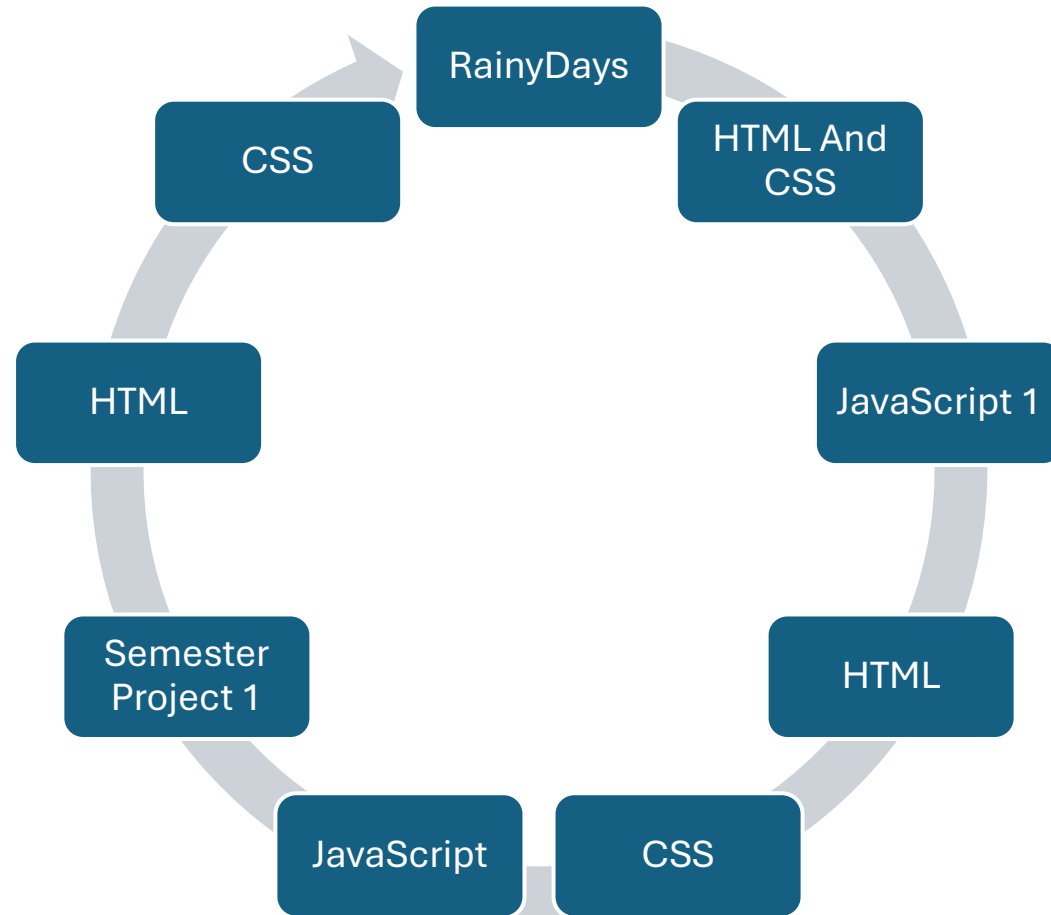 RainyDays
HTML And
CSS
JavaScript 1
HTML
CSS
JavaScript
Semester
Project 1
HTML
CSS